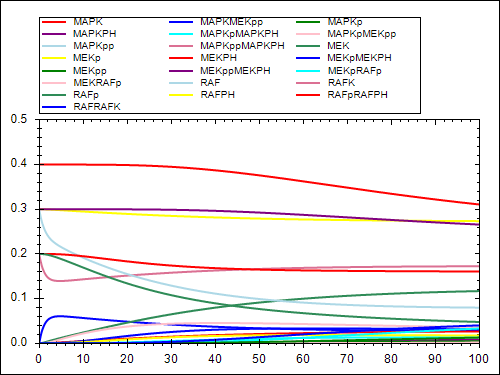 MAPK MAPKMEKpp MAPKp
MAPKPH MAPKpMAPKPH MAPKpMEKpp
MAPKpp MAPKppMAPKPH MEK
MEKp MEKPH MEKpMEKPH
MEKpp MEKppMEKPH MEKpRAFp
MEKRAFp RAF RAFK
RAFp RAFPH RAFpRAFPH
RAFRAFK
0.5
0.4
0.3
0.2
0.1
0.0
0 10 20 30 40 50 60 70 80 90 100